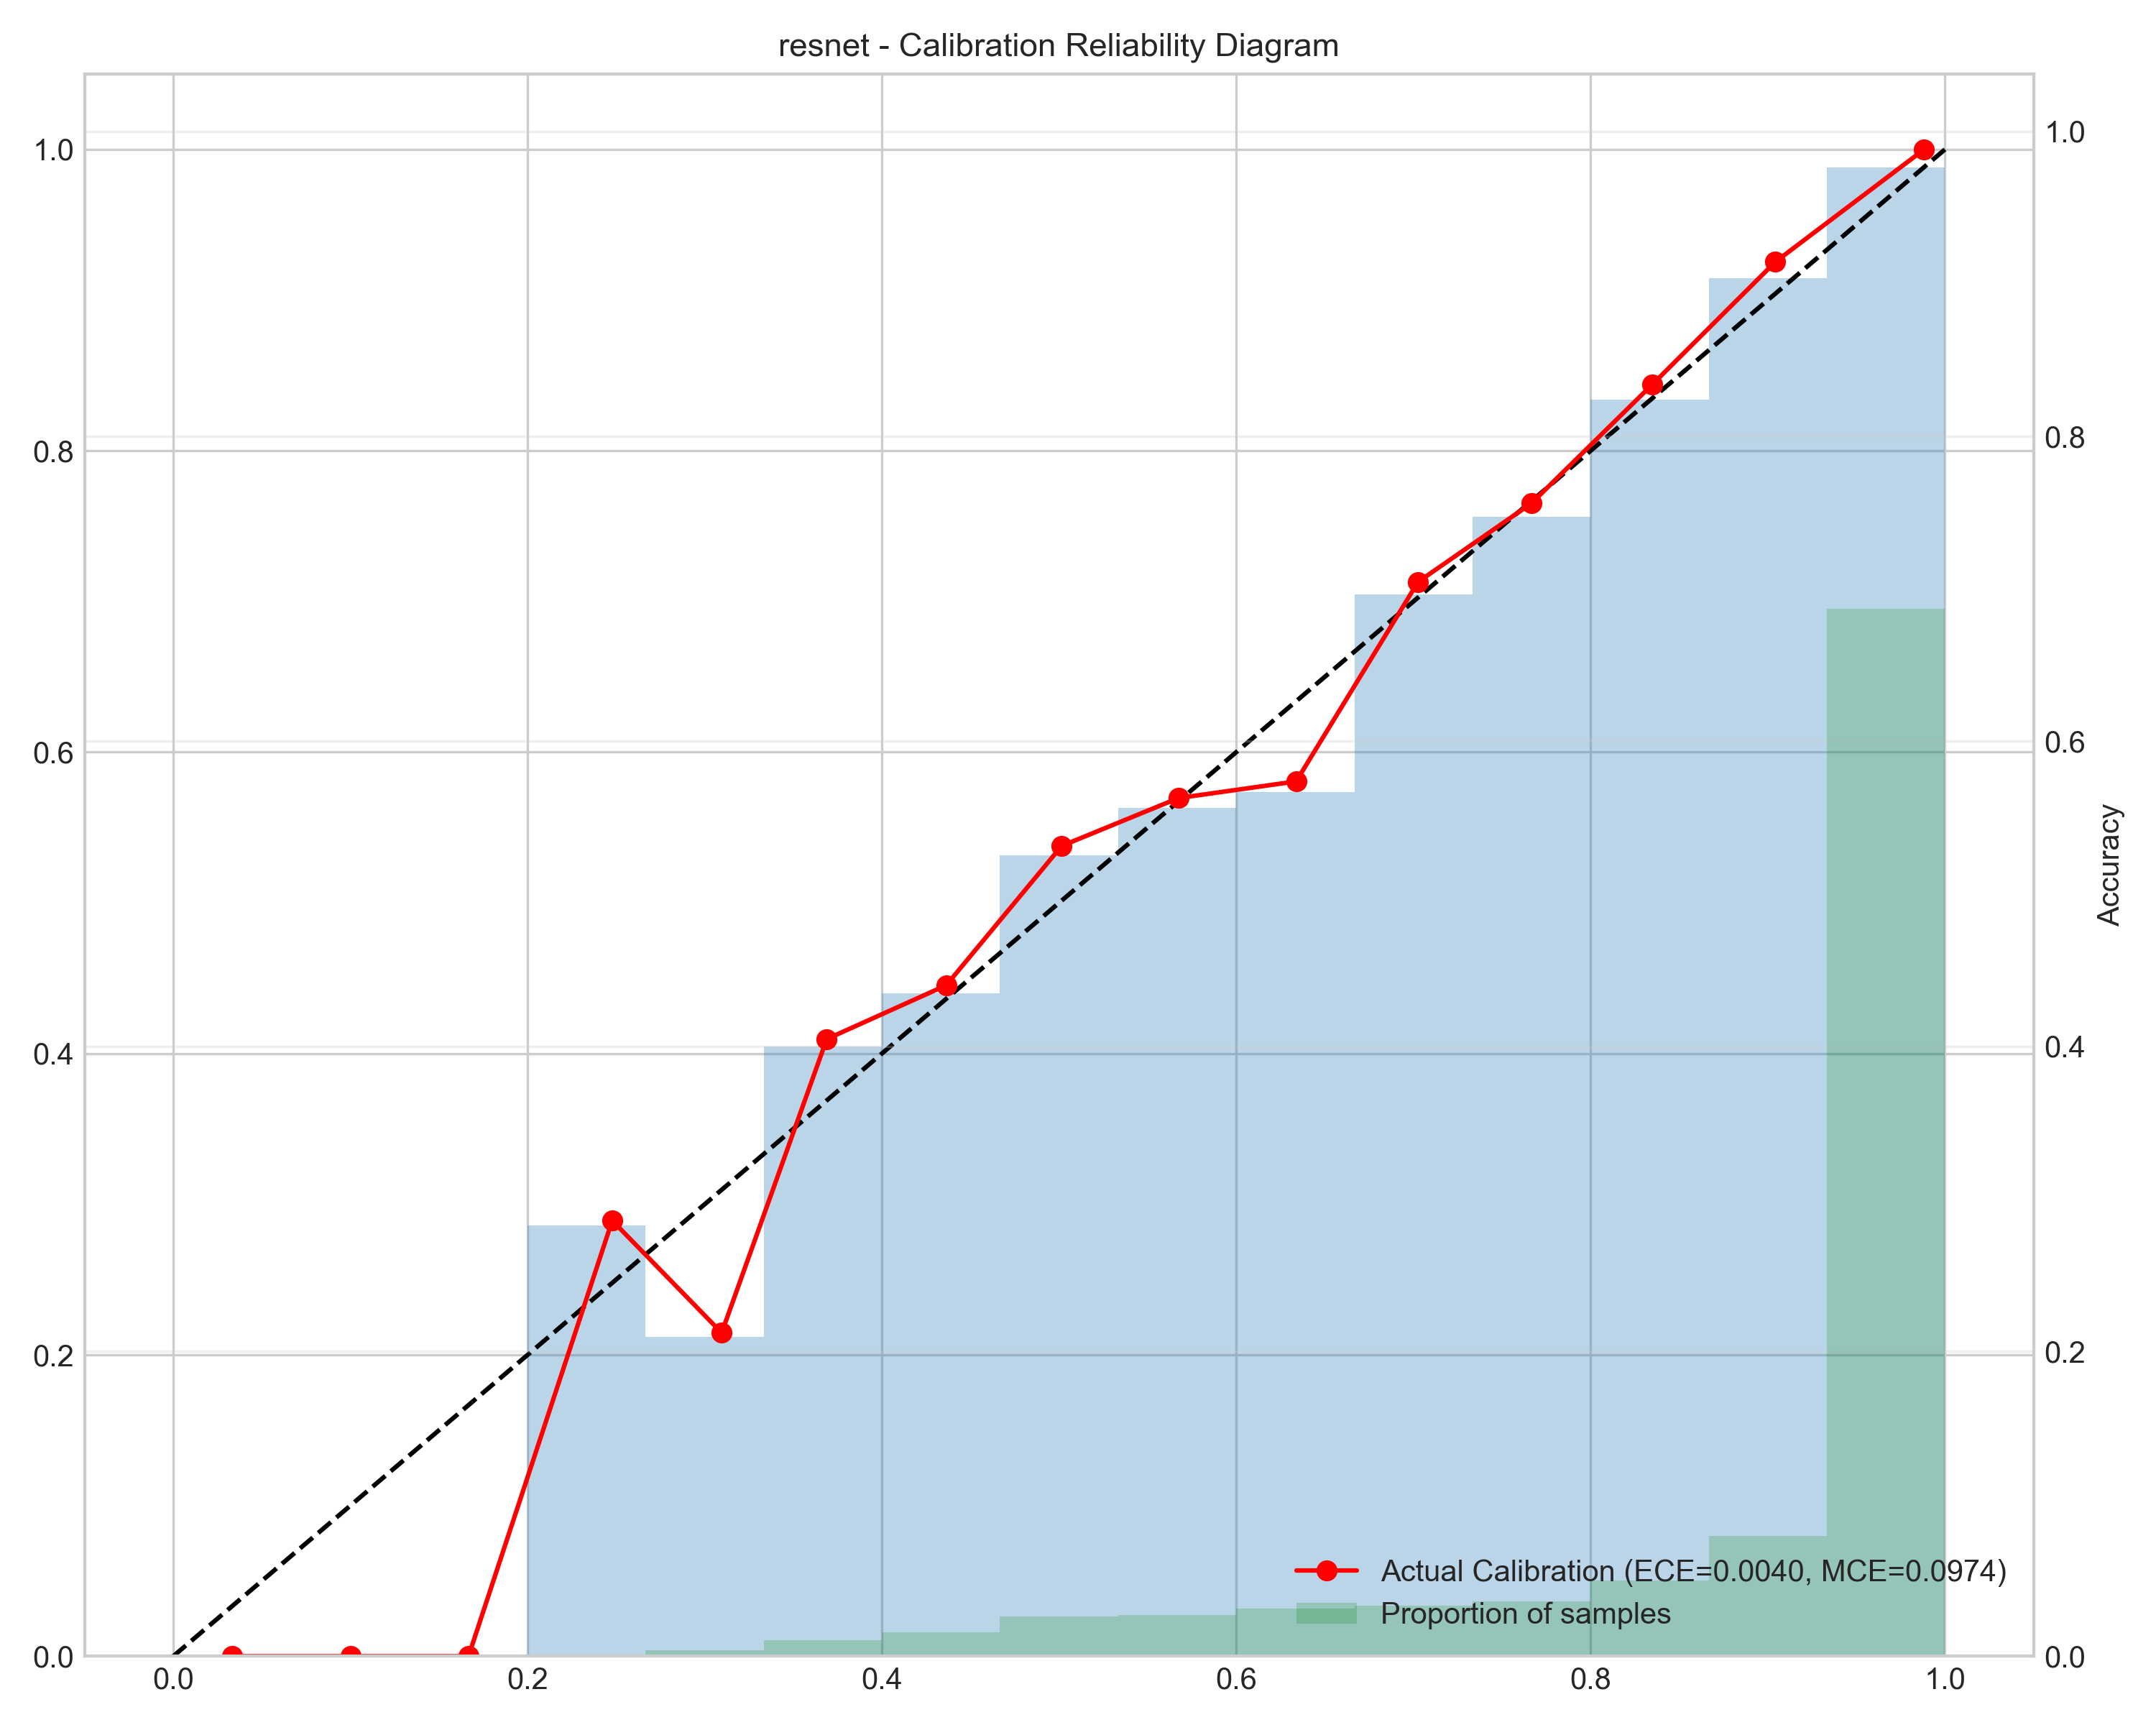 resnet - Calibration Reliability Diagram
1.0
0.8
0.6
0.4
0.2
0.0
1.0
0.8
0.6
0.4
0.2
0.0
Accuracy
Actual Calibration (ECE=0.0040, MCE=0.0974)
Proportion of samples
0.0 0.2 0.4 0.6 0.8 1.0